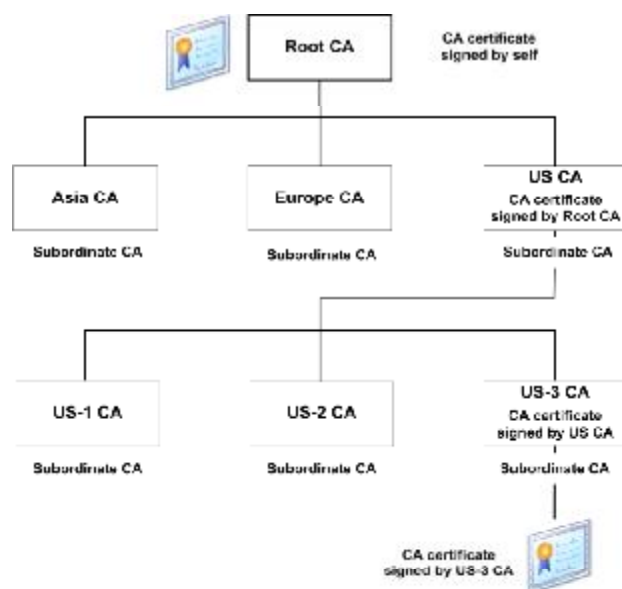 Root CA
CA certificate
signed by self
Asia CA
Europe CA
US CA
CA certificate
signed by Root CA
Subordinate CA
Subordinate CA
Subordinate CA
US-1 CA
US-2 CA
US-3 CA
CA certificate
signed by US CA
Subordinate CA
Subordinate CA
Subordinate CA
CA certificate
signed by US-3 CA